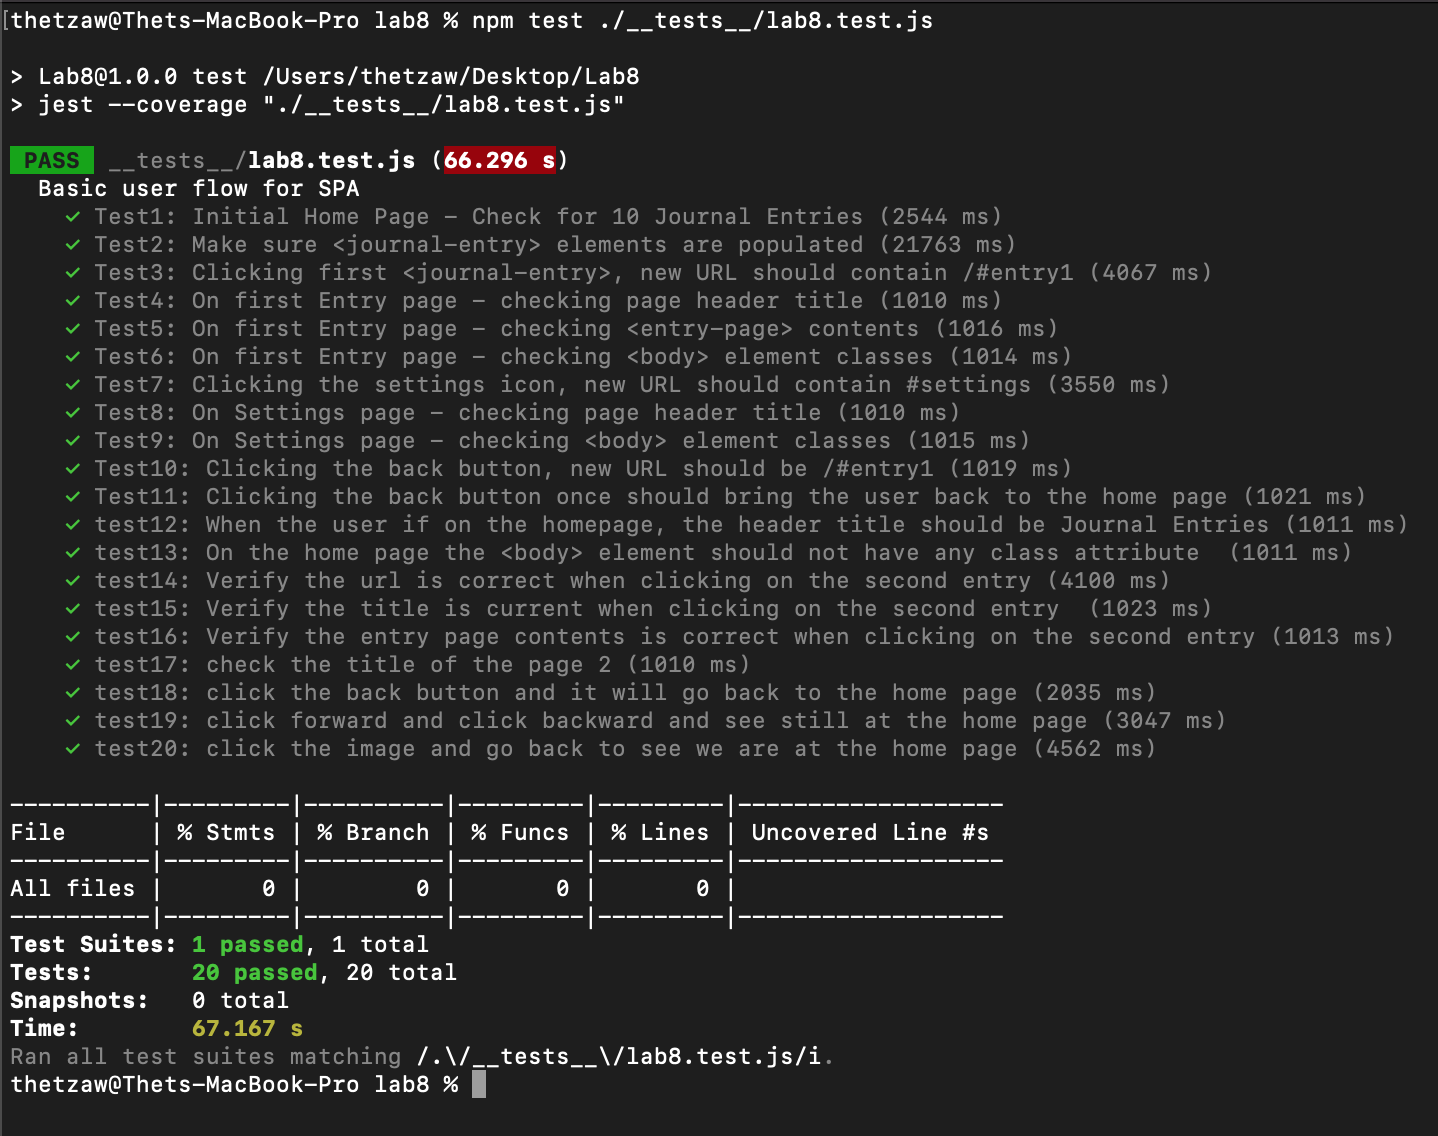 [thetzaw@Thets-MacBook-Pro lab8 % npm test ./__tests__/lab8.test.js
> Lab8@1.0.0 test /Users/thetzaw/Desktop/Lab8
> jest --coverage "./__tests__/lab8.test.js"
PASS __tests__/lab8.test.js (66.296 s)
Basic user flow for SPA
✓ Test1: Initial Home Page - Check for 10 Journal Entries (2544 ms)
✓ Test2: Make sure <journal-entry> elements are populated (21763 ms)
✓ Test3: Clicking first <journal-entry>, new URL should contain /#entry1 (4067 ms)
✓ Test4: On first Entry page - checking page header title (1010 ms)
✓ Test5: On first Entry page - checking <entry-page> contents (1016 ms)
✓ Test6: On first Entry page - checking <body> element classes (1014 ms)
✓ Test7: Clicking the settings icon, new URL should contain #settings (3550 ms)
✓ Test8: On Settings page - checking page header title (1010 ms)
✓ Test9: On Settings page - checking <body> element classes (1015 ms)
✓ Test10: Clicking the back button, new URL should be /#entry1 (1019 ms)
✓ Test11: Clicking the back button once should bring the user back to the home page (1021 ms)
✓ test12: When the user if on the homepage, the header title should be Journal Entries (1011 ms)
✓ test13: On the home page the <body> element should not have any class attribute  (1011 ms)
✓ test14: Verify the url is correct when clicking on the second entry (4100 ms)
✓ test15: Verify the title is current when clicking on the second entry  (1023 ms)
✓ test16: Verify the entry page contents is correct when clicking on the second entry (1013 ms)
✓ test17: check the title of the page 2 (1010 ms)
✓ test18: click the back button and it will go back to the home page (2035 ms)
✓ test19: click forward and click backward and see still at the home page (3047 ms)
✓ test20: click the image and go back to see we are at the home page (4562 ms)
----------|---------|----------|---------|---------|-------------------
File      | % Stmts | % Branch | % Funcs | % Lines | Uncovered Line #s
----------|---------|----------|---------|---------|-------------------
All files |       0 |        0 |       0 |       0 |
----------|---------|----------|---------|---------|-------------------
Test Suites: 1 passed, 1 total
Tests:       20 passed, 20 total
Snapshots:   0 total
Time:        67.167 s
Ran all test suites matching /.\/__tests__\/lab8.test.js/i.
thetzaw@Thets-MacBook-Pro lab8 %